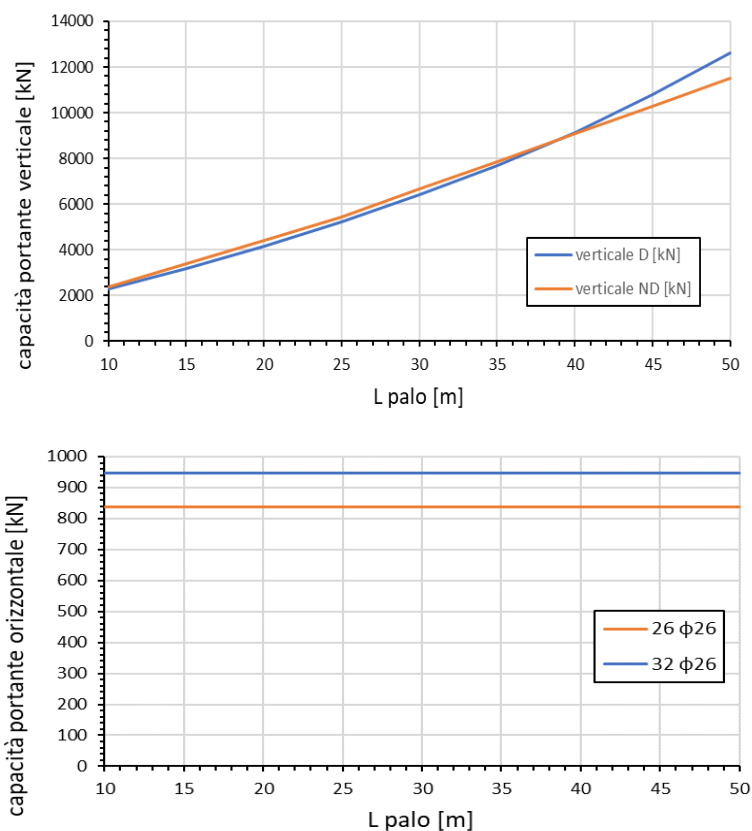 capacità portante verticale [kN]
14000
12000
10000
8000
6000
4000
2000
0
verticale D [kN]
verticale ND [kN]
10 15 20 25 30 35 40 45 50
L palo [m]
capacità portante orizzontale [kN]
1000
900
800
700
600
500
400
300
200
100
0
26 ф26
32 ф26
10 15 20 25 30 35 40 45 50
L palo [m]